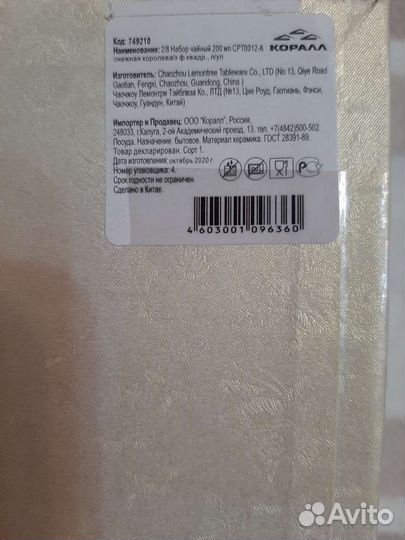 Код: 749210
Наименование: 2/8 Набор чайный 200 мл CPT0012-A
снежная королева/з ф.квадр., п/уп
КОРАЛЛ
Изготовитель: Chaozhou Lemontree Tableware Co., LTD (No 13, Qiye Road
Gaotian, Fengxi, Chaozhou, Guandong, China )
Чаочжоу Лемонтри Тэйблвэа Ко., ЛТД (№13, Цие Роуд, Гаотиань, Фэнси,
Чаочжоу, Гуандун, Китай)
Импортер и Продавец: ООО "Коралл", Россия,
248033, г.Калуга, 2-ой Академический проезд, 13, тел. +7(4842)500-502
Посуда. Назначение: бытовое. Материал керамика. ГОСТ 28391-89.
Товар декларирован. Сорт 1.
Дата изготовления: октябрь 2020 г.
Номер упаковщика: 4.
Срок годности не ограничен.
Сделано в Китае.
4 603001 096360
Avito